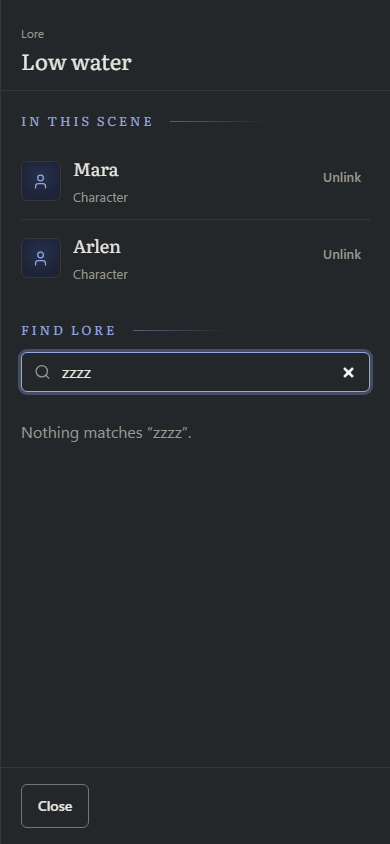 Lore
Low water
IN THIS SCENE
Mara
Character
Unlink
Arlen
Character
Unlink
FIND LORE
zzzz
Nothing matches “zzzz”.
Close